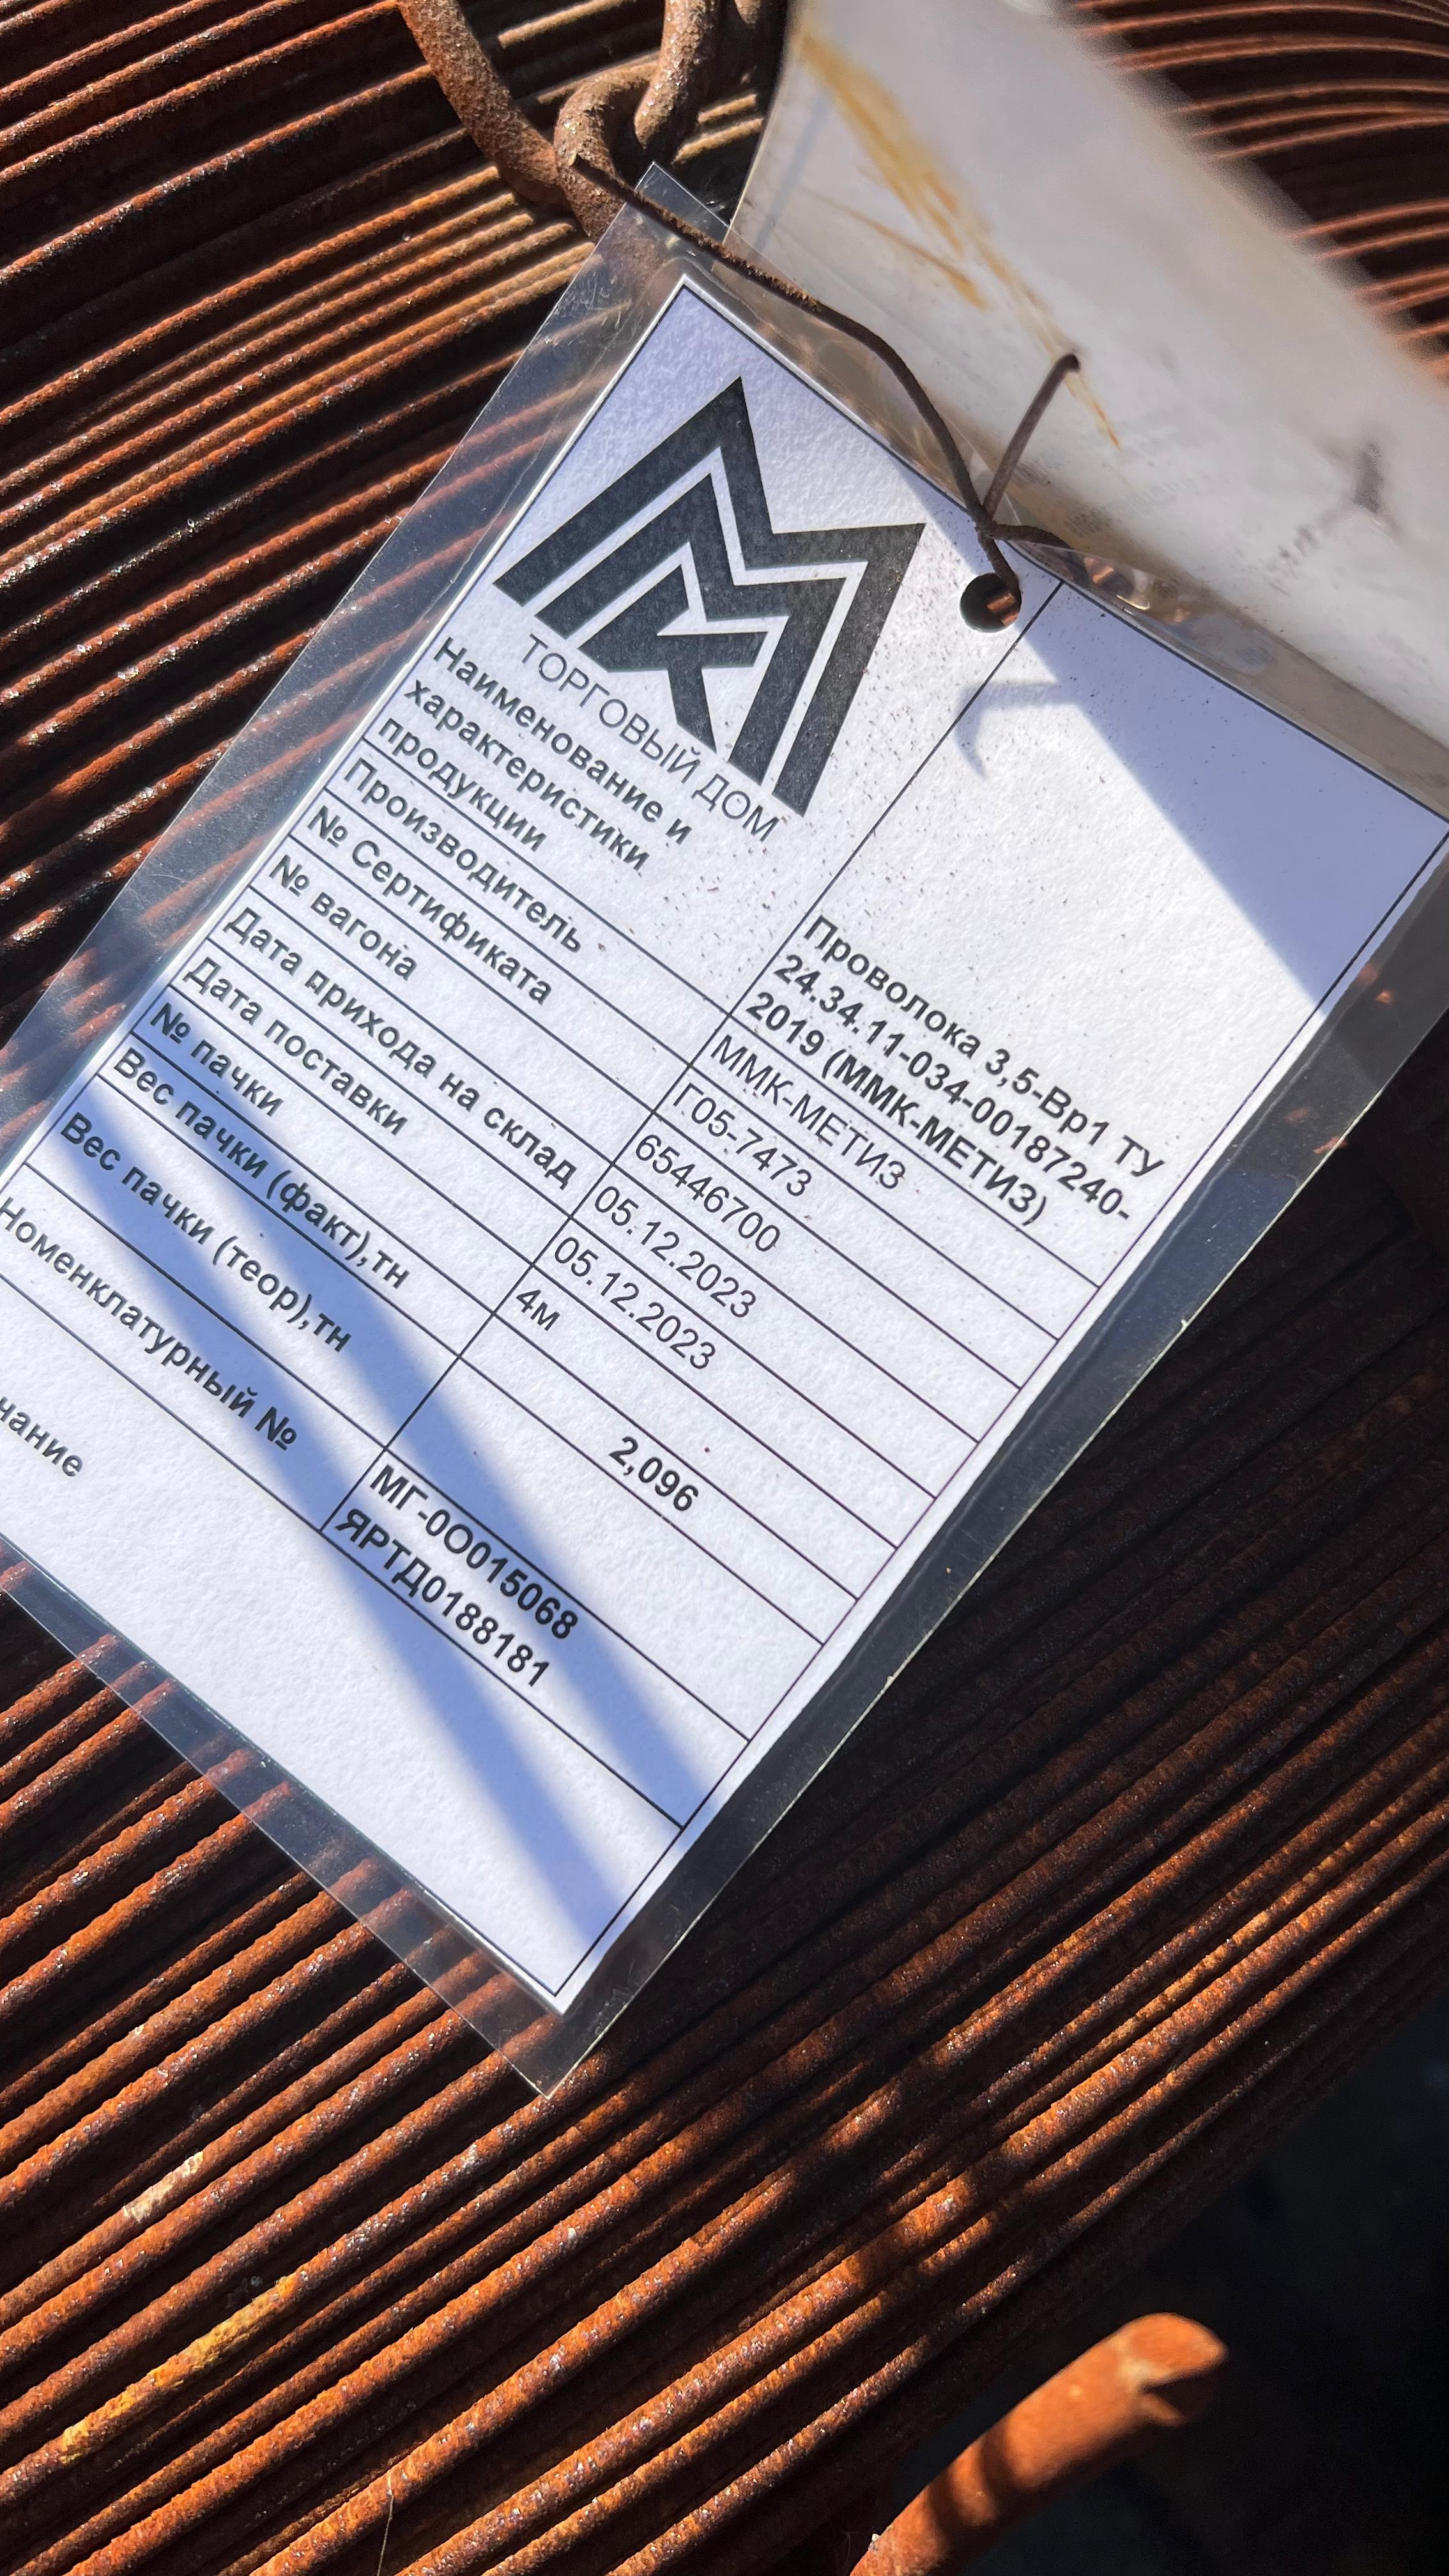 ММК
ТОРГОВЫЙ ДОМ
Наименование и
характеристики
продукции
Проволока 3,5-Вр1 ТУ
24.34.11-034-00187240-
2019 (ММК-МЕТИЗ)
Производитель ММК-МЕТИЗ
№ Сертификата Г05-7473
№ вагона 65446700
Дата прихода на склад 05.12.2023
Дата поставки 05.12.2023
№ пачки 4м
Вес пачки (факт),тн
Вес пачки (теор),тн 2,096
Номенклатурный № МГ-0О015068
чание ЯРТД0188181